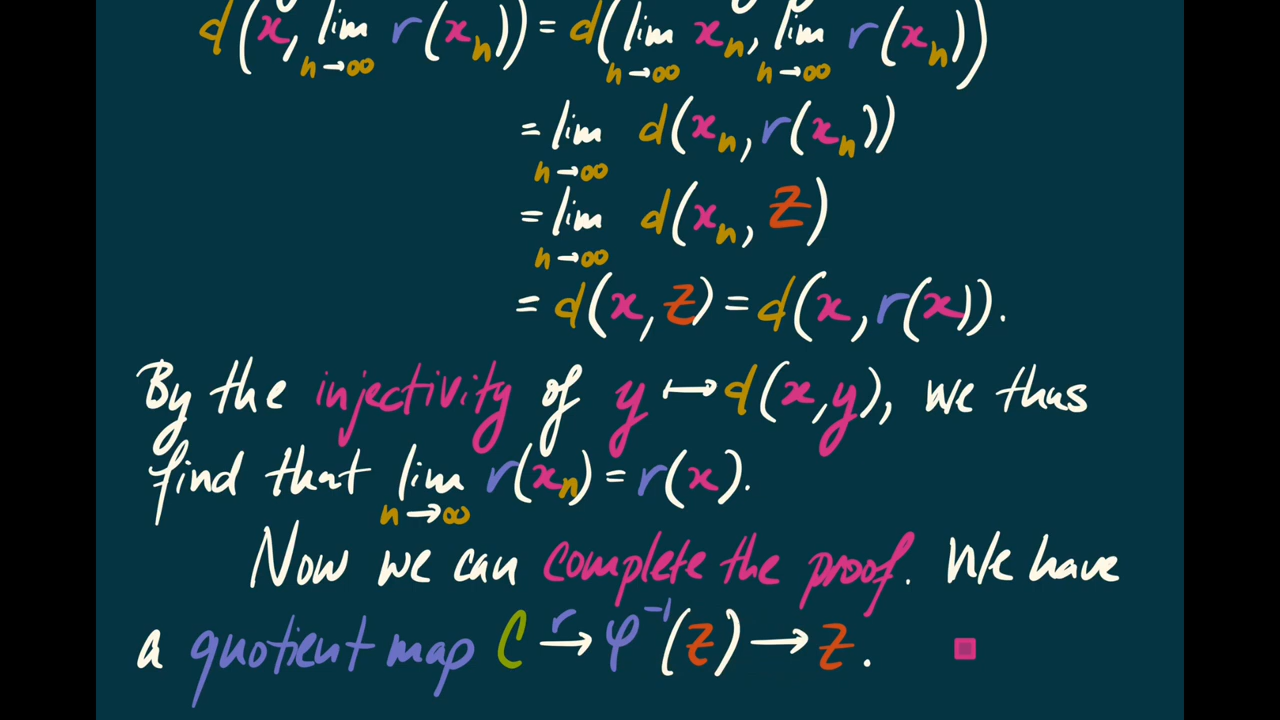 d(x, lim r(xₙ)) = d(lim xₙ, lim r(xₙ))
n→∞ n→∞ n→∞
= lim d(xₙ, r(xₙ))
n→∞
= lim d(xₙ, Z)
n→∞
= d(x, Z) = d(x, r(x)).
By the injectivity of y ↦ d(x,y), we thus
find that lim r(xₙ) = r(x).
n→∞
Now we can complete the proof. We have
a quotient map C →ʳ φ⁻¹(Z) → Z.